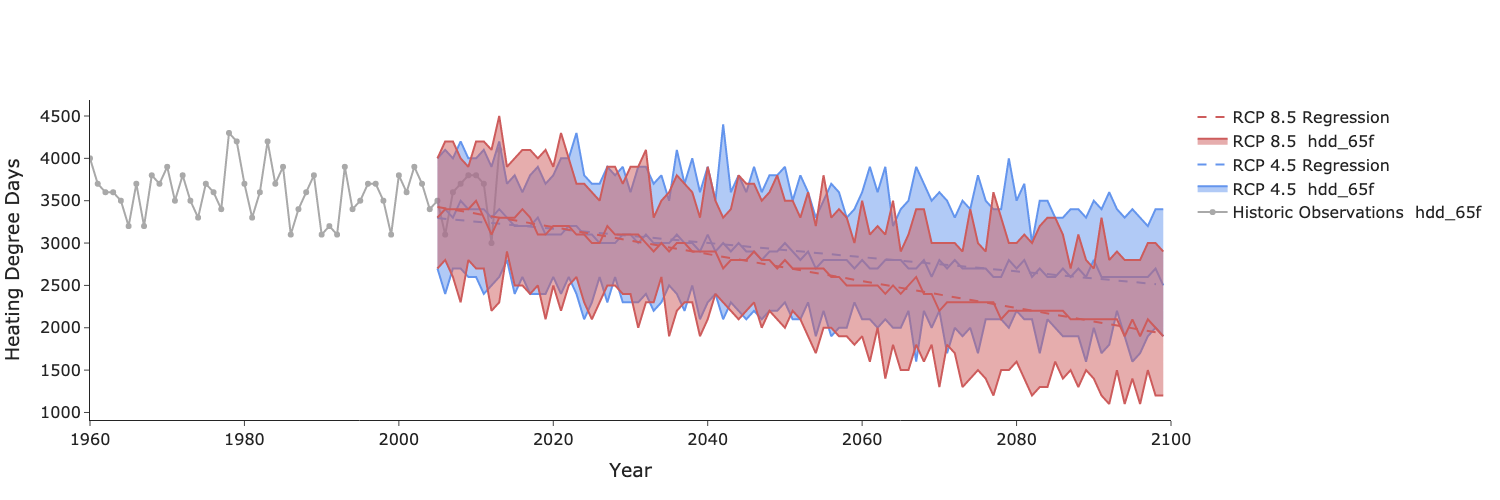 Heating Degree Days
4500
4000
3500
3000
2500
2000
1500
1000
1960
1980
2000
2020
2040
2060
2080
2100
Year
RCP 8.5 Regression
RCP 8.5  hdd_65f
RCP 4.5 Regression
RCP 4.5  hdd_65f
Historic Observations  hdd_65f